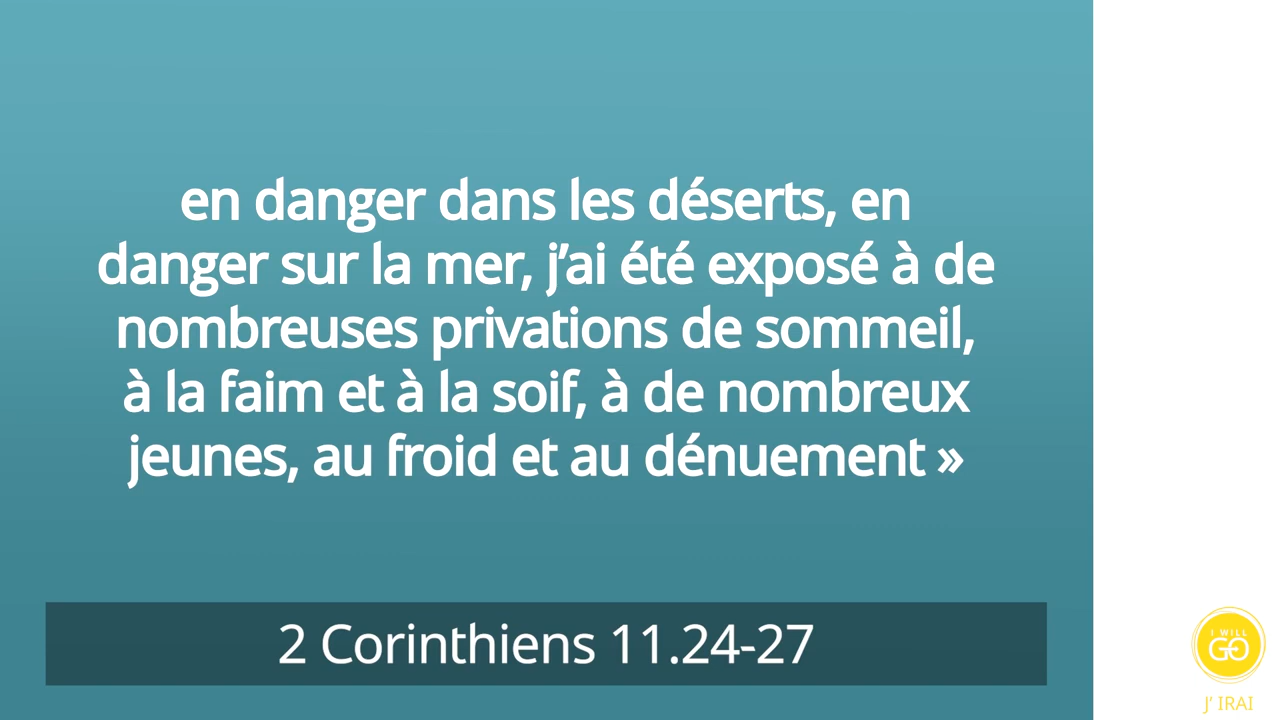 en danger dans les déserts, en
danger sur la mer, j’ai été exposé à de
nombreuses privations de sommeil,
à la faim et à la soif, à de nombreux
jeunes, au froid et au dénuement »
2 Corinthiens 11.24-27
I WILL
GO
J’ IRAI